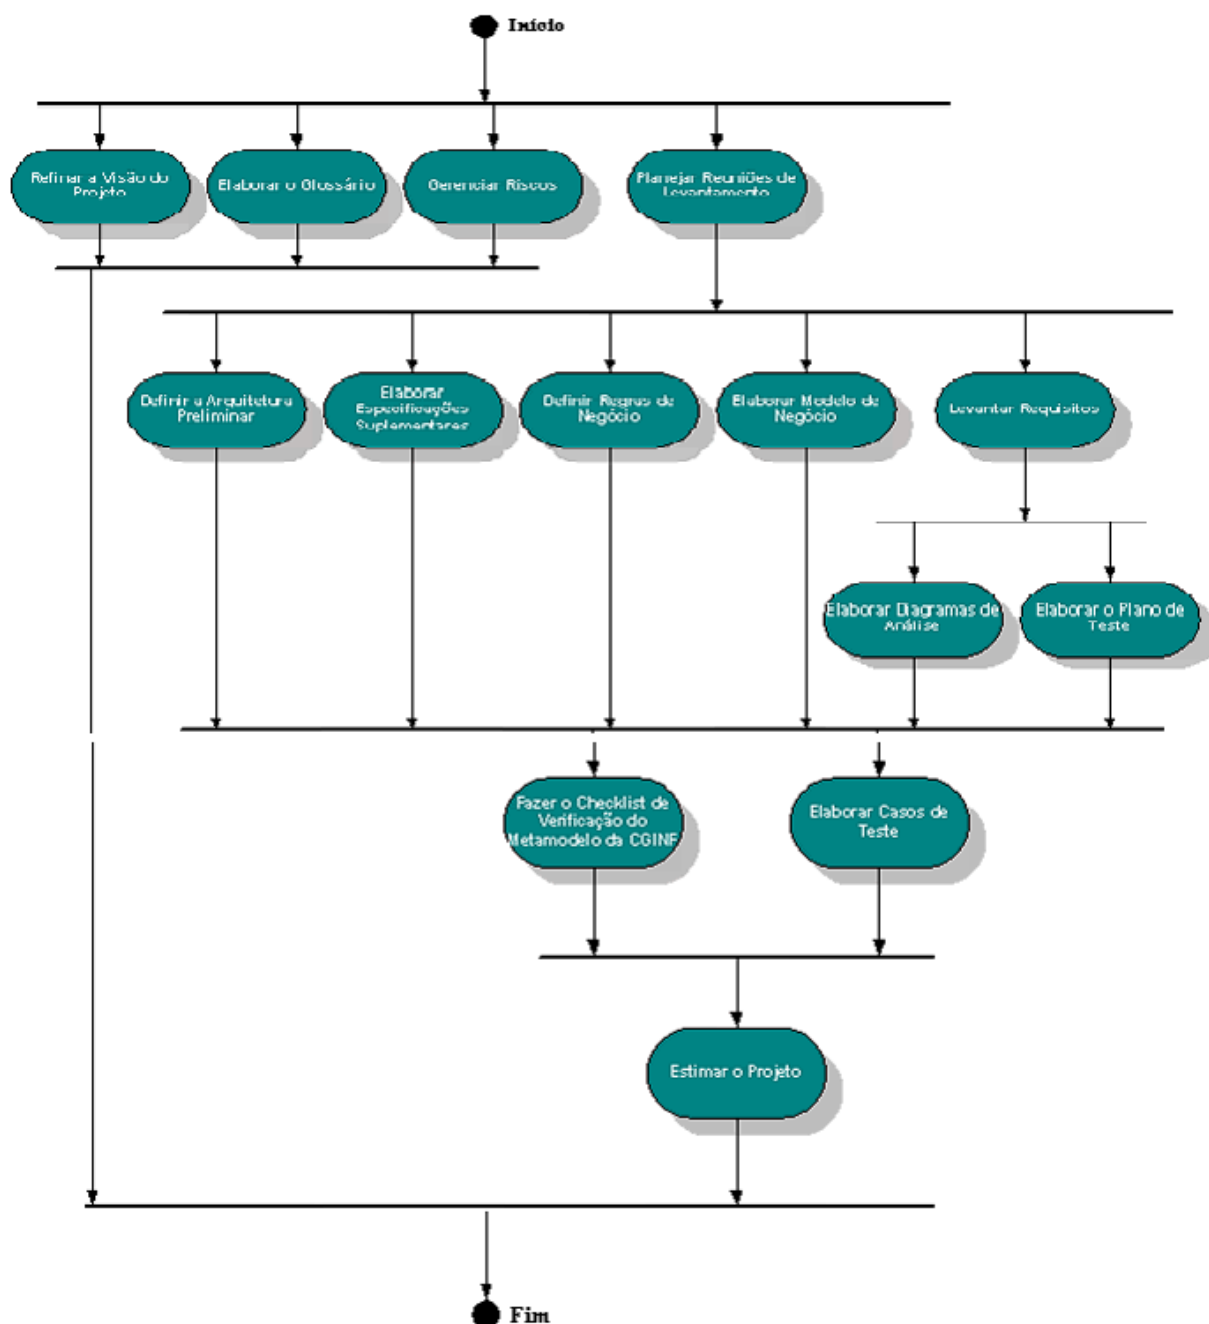 Início
Refinar a Visão do
Projeto
Elaborar o Glossário
Gerenciar Riscos
Planejar Reuniões de
Levantamento
Definir a Arquitetura
Preliminar
Elaborar
Especificações
Suplementares
Definir Regras de
Negócio
Elaborar Modelo de
Negócio
Levantar Requisitos
Elaborar Diagramas de
Análise
Elaborar o Plano de
Teste
Fazer o Checklist de
Verificação do
Metamodelo da CGINF
Elaborar Casos de
Teste
Estimar o Projeto
Fim